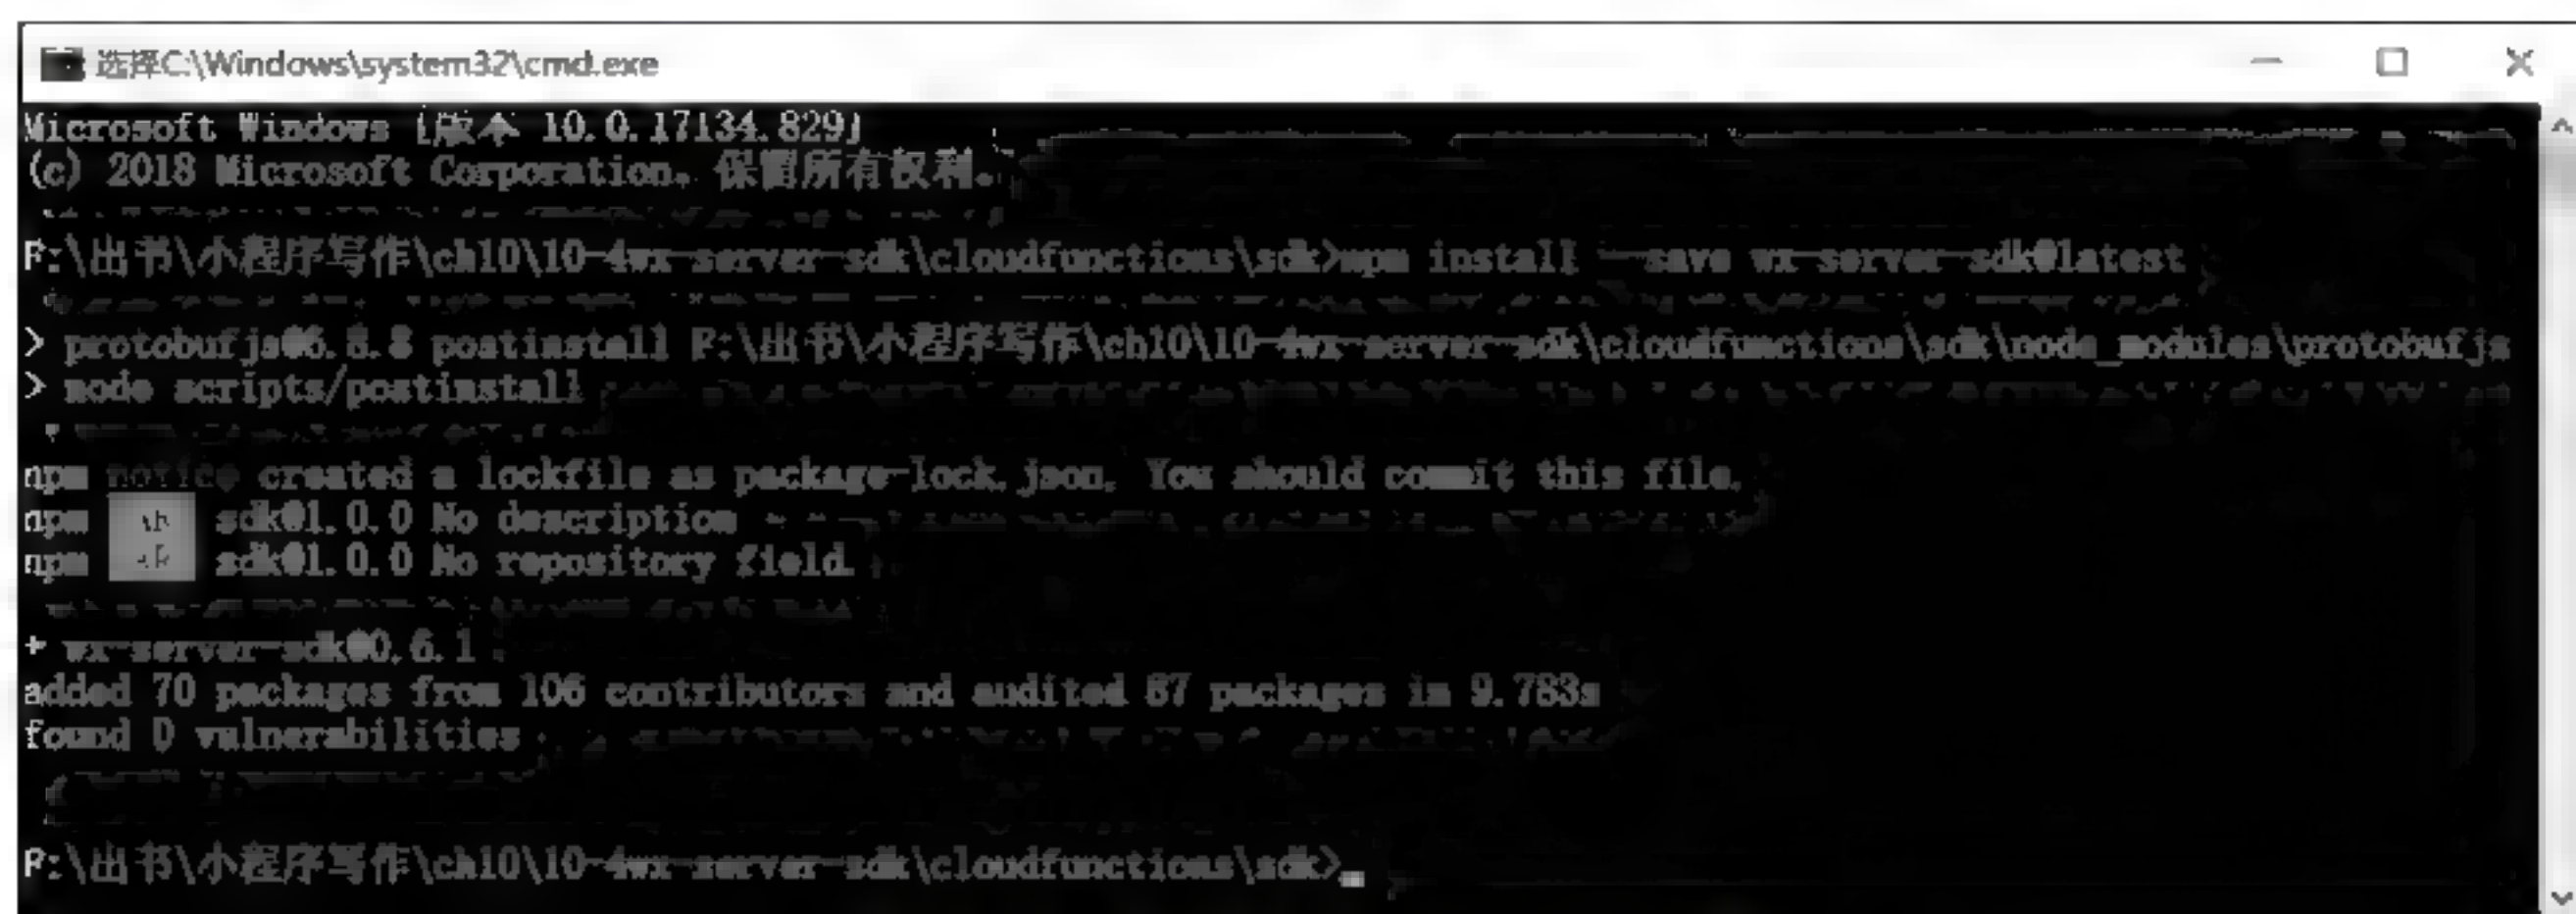 选择C:\Windows\system32\cmd.exe
Microsoft Windows [版本 10.0.17134.829]
(c) 2018 Microsoft Corporation。保留所有权利。
F:\出书\小程序写作\ch10\10-4wx-server-sdk\cloudfunctions\sdk>npm install --save wx-server-sdk@latest
> protobufjs@6.8.8 postinstall F:\出书\小程序写作\ch10\10-4wx-server-sdk\cloudfunctions\sdk\node_modules\protobufjs
> node scripts/postinstall
npm notice created a lockfile as package-lock.json. You should commit this file.
npm sdk@1.0.0 No description
npm sdk@1.0.0 No repository field.
+ wx-server-sdk@0.6.1
added 70 packages from 106 contributors and audited 87 packages in 9.783s
found 0 vulnerabilities
F:\出书\小程序写作\ch10\10-4wx-server-sdk\cloudfunctions\sdk>